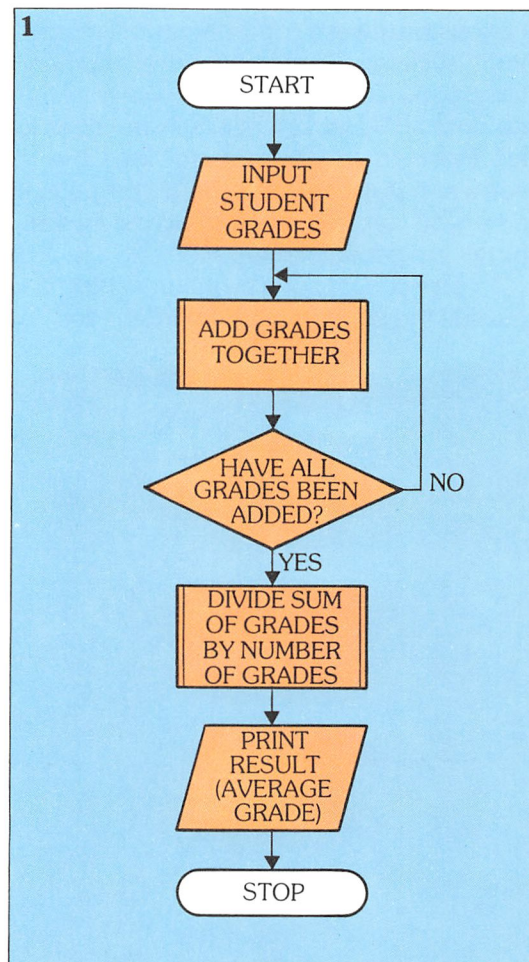 1
START
INPUT
STUDENT
GRADES
ADD GRADES
TOGETHER
HAVE ALL
GRADES BEEN
ADDED?
NO
YES
DIVIDE SUM
OF GRADES
BY NUMBER
OF GRADES
PRINT
RESULT
(AVERAGE
GRADE)
STOP